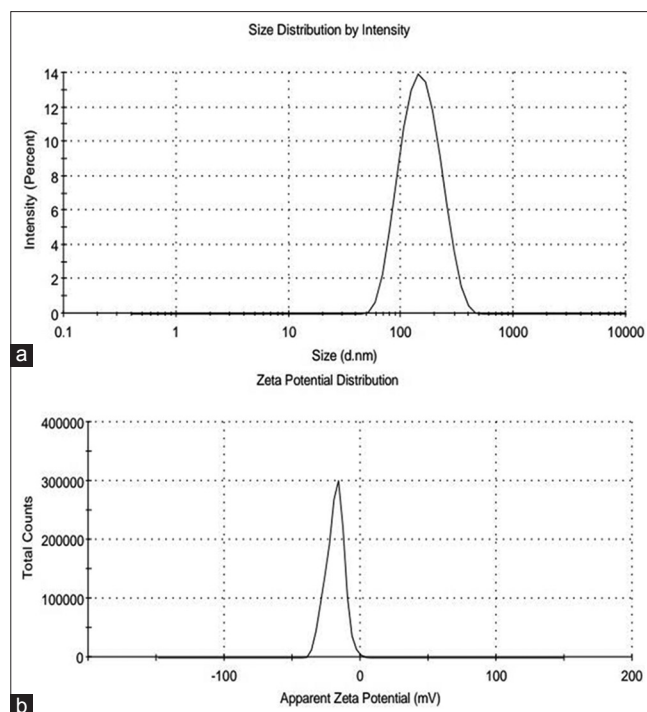 Size Distribution by Intensity
14
12
10
8
6
4
2
0
Intensity (Percent)
0.1 1 10 100 1000 10000
Size (d.nm)
a
Zeta Potential Distribution
400000
300000
200000
100000
0
Total Counts
-100 0 100 200
Apparent Zeta Potential (mV)
b